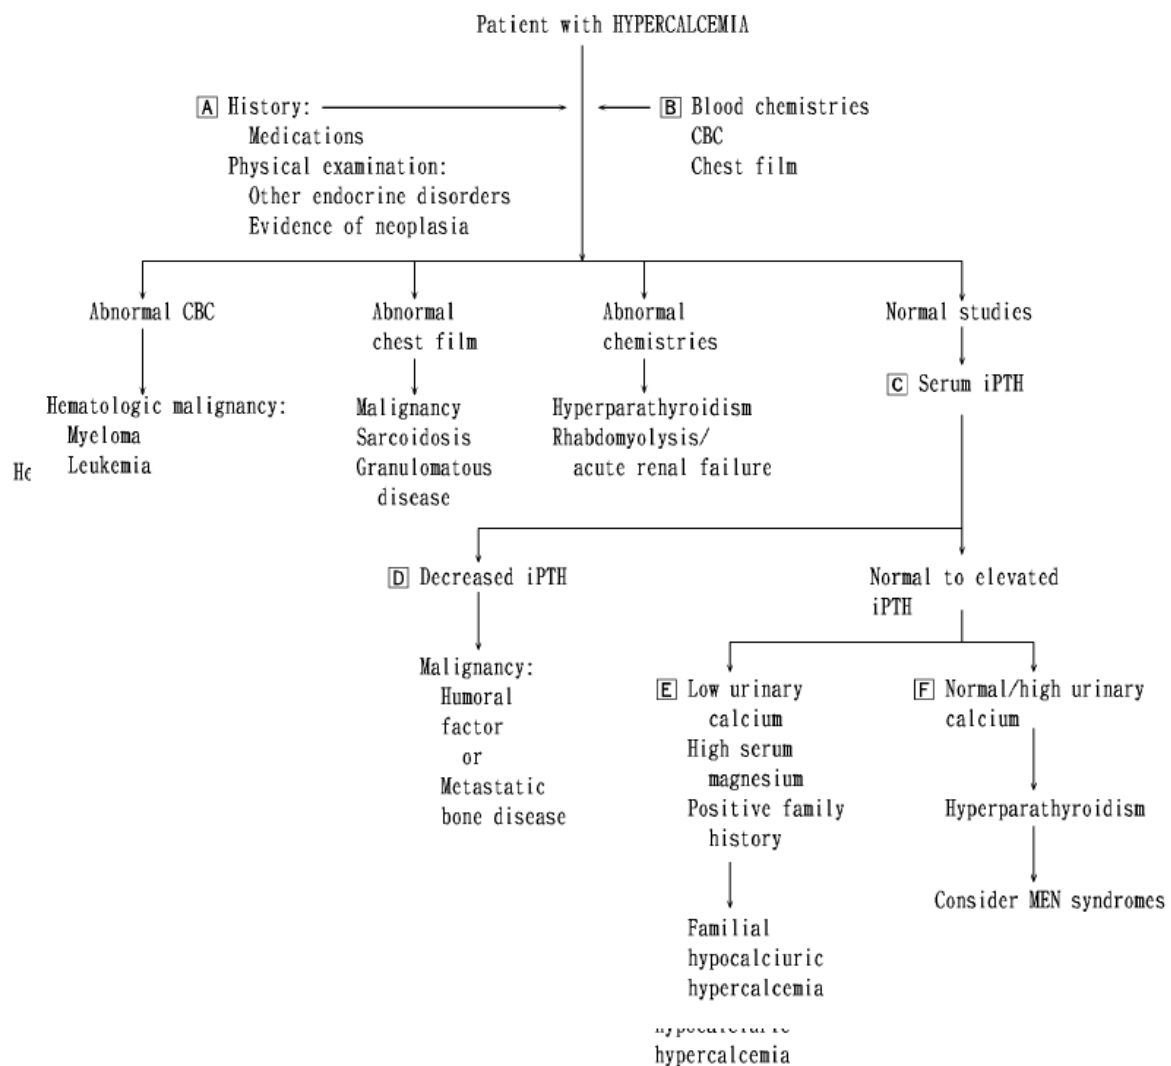 Patient with HYPERCALCEMIA
A History:
Medications
Physical examination:
Other endocrine disorders
Evidence of neoplasia
B Blood chemistries
CBC
Chest film
Abnormal CBC
Hematologic malignancy:
Myeloma
Leukemia
Abnormal
chest film
Malignancy
Sarcoidosis
Granulomatous
disease
Abnormal
chemistries
Hyperparathyroidism
Rhabdomyolysis/
acute renal failure
Normal studies
C Serum iPTH
D Decreased iPTH
Malignancy:
Humoral
factor
or
Metastatic
bone disease
Normal to elevated
iPTH
E Low urinary
calcium
High serum
magnesium
Positive family
history
Familial
hypocalciuric
hypercalcemia
F Normal/high urinary
calcium
Hyperparathyroidism
Consider MEN syndromes
hypercalcemia